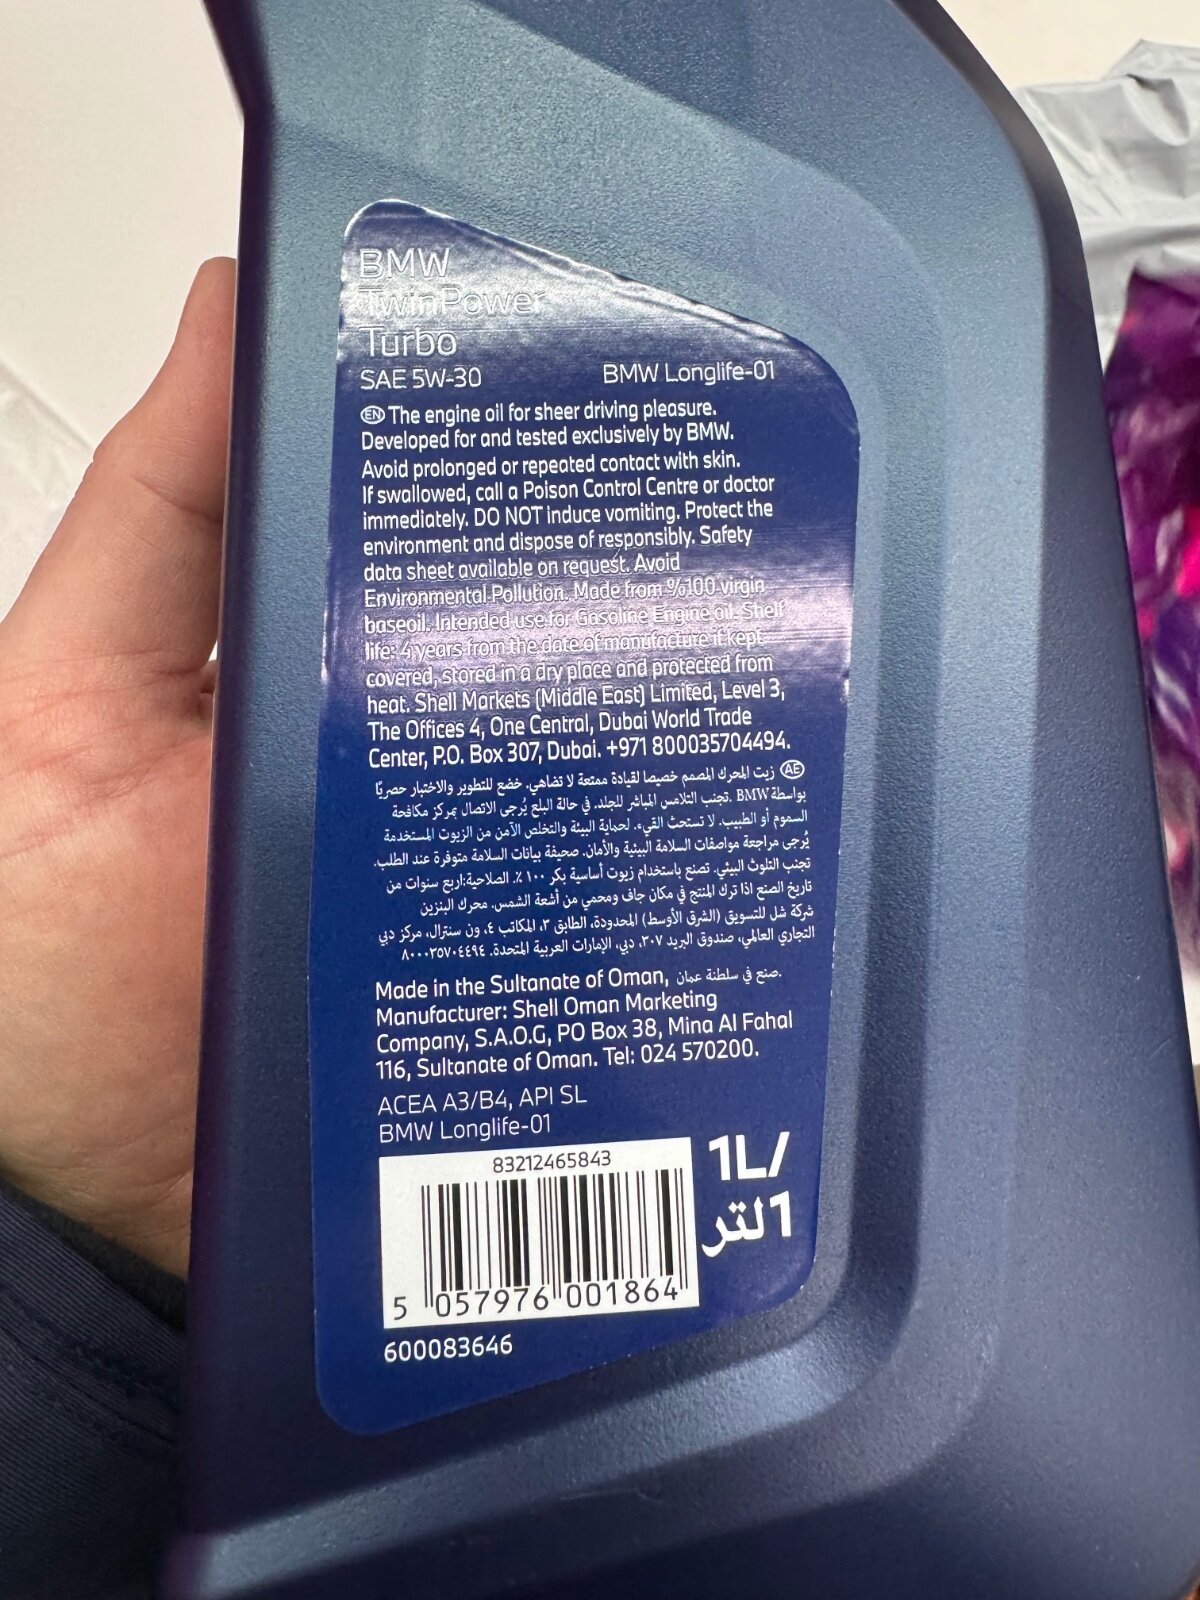 BMW
TwinPower
Turbo
SAE 5W-30 BMW Longlife-01
EN The engine oil for sheer driving pleasure.
Developed for and tested exclusively by BMW.
Avoid prolonged or repeated contact with skin.
If swallowed, call a Poison Control Centre or doctor
immediately. DO NOT induce vomiting. Protect the
environment and dispose of responsibly. Safety
data sheet available on request. Avoid
Environmental Pollution. Made from %100 virgin
baseoil. Intended use for Gasoline Engine oil. Shelf
life: 4 years from the date of manufacture if kept
covered, stored in a dry place and protected from
heat. Shell Markets (Middle East) Limited, Level 3,
The Offices 4, One Central, Dubai World Trade
Center, P.O. Box 307, Dubai. +971 800035704494.
AE زيت المحرك المصمم خصيصا لقيادة ممتعة لا تضاهى. خضع للتطوير والاختبار حصريًا
بواسطة BMW. تجنب التلامس المباشر للجلد. في حالة البلع يُرجى الاتصال بمركز مكافحة
السموم أو الطبيب. لا تستحث القيء. لحماية البيئة والتخلص الآمن من الزيوت المستخدمة
يُرجى مراجعة مواصفات السلامة البيئية والأمان. صحيفة بيانات السلامة متوفرة عند الطلب.
تجنب التلوث البيئي. تصنع باستخدام زيوت أساسية بكر ١٠٠ ٪. الصلاحية:اربع سنوات من
تاريخ الصنع اذا ترك المنتج في مكان جاف ومحمي من أشعة الشمس. محرك البنزين
شركة شل للتسويق (الشرق الأوسط) المحدودة، الطابق ٣، المكاتب ٤، ون سنترال، مركز دبي
التجاري العالمي، صندوق البريد ٣٠٧، دبي، الإمارات العربية المتحدة. ٨٠٠٠٣٥٧٠٤٤٩٤
Made in the Sultanate of Oman, صنع في سلطنة عمان.
Manufacturer: Shell Oman Marketing
Company, S.A.O.G, PO Box 38, Mina Al Fahal
116, Sultanate of Oman. Tel: 024 570200.
ACEA A3/B4, API SL
BMW Longlife-01
83212465843
1L/
1لتر
5 057976 001864
600083646